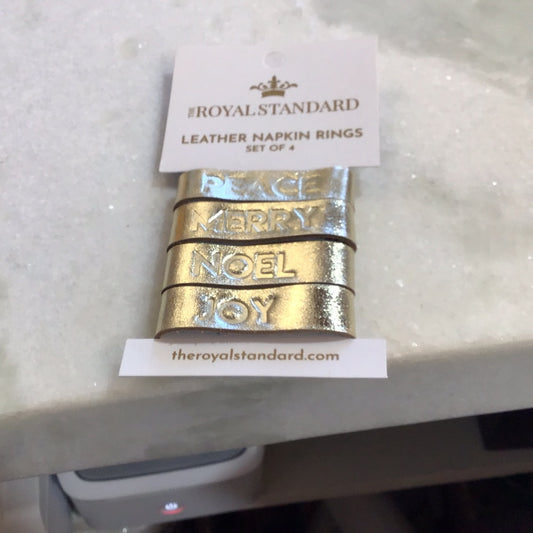 THE ROYAL STANDARD
LEATHER NAPKIN RINGS
SET OF 4
PEACE
MERRY
NOEL
JOY
theroyalstandard.com